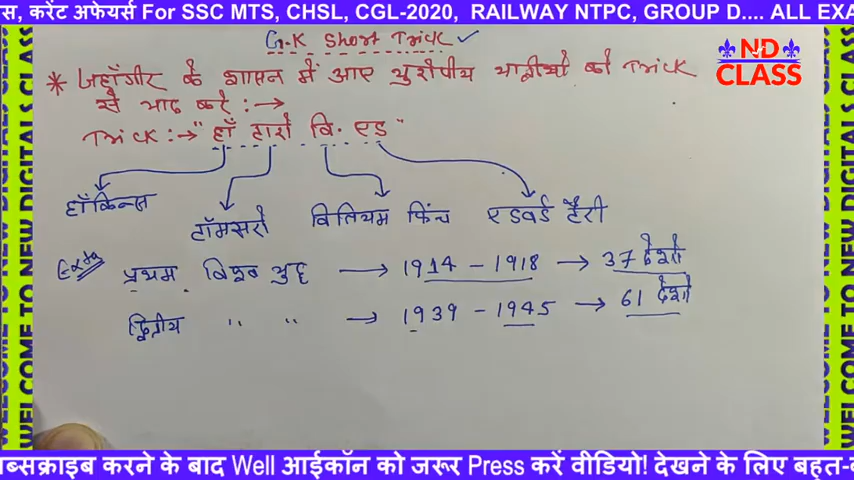 स, करेंट अफेयर्स For SSC MTS, CHSL, CGL-2020, RAILWAY NTPC, GROUP D.... ALL EXA
G.K Short Trick ✓
ND
CLASS
* जहाँगीर के शासन में आए युरोपीय यात्रीयो को Trick
से याद करे :→
Trick :→ "हाँ टारो वि. एड"
हाँकिन्स टॉमसरो विलियम फिंच एडवर्ड टैरी
Extra प्रथम विश्व युद्ध → 1914 - 1918 → 37 देशो
द्वितीय " " → 1939 - 1945 → 61 देशो
ब्सक्राइब करने के बाद Well आईकॉन को जरूर Press करें वीडियो! देखने के लिए बहुत-ब
WELCOME TO NEW DIGITALS C